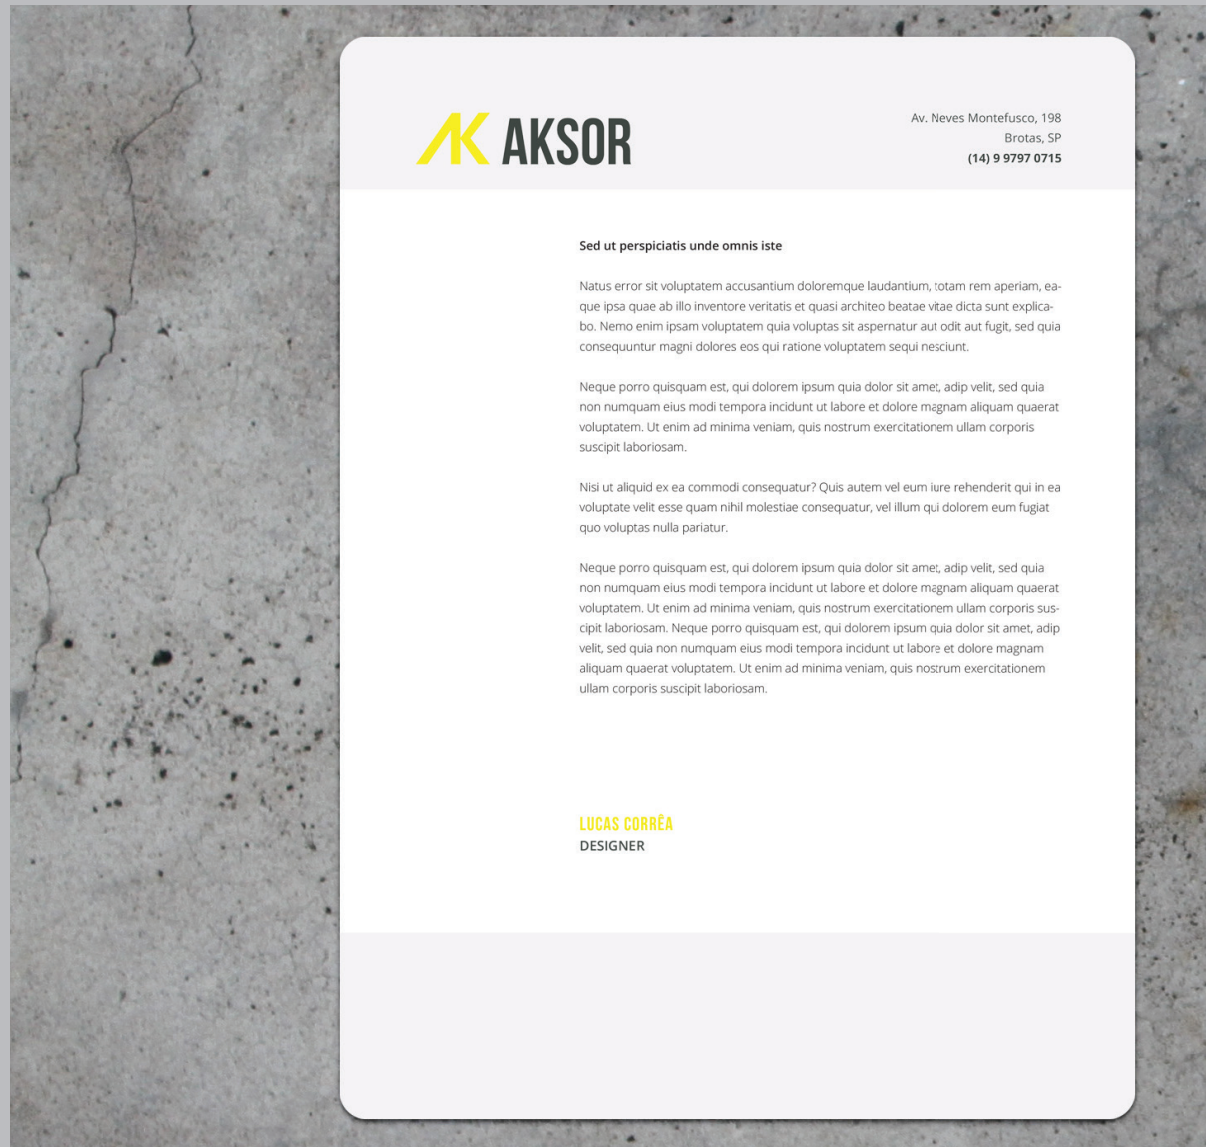 AK AKSOR
Av. Neves Montefusco, 198
Brotas, SP
(14) 9 9797 0715
Sed ut perspiciatis unde omnis iste
Natus error sit voluptatem accusantium doloremque laudantium, totam rem aperiam, ea-
que ipsa quae ab illo inventore veritatis et quasi architeo beatae vitae dicta sunt explica-
bo. Nemo enim ipsam voluptatem quia voluptas sit aspernatur aut odit aut fugit, sed quia
consequuntur magni dolores eos qui ratione voluptatem sequi nesciunt.
Neque porro quisquam est, qui dolorem ipsum quia dolor sit amet, adip velit, sed quia
non numquam eius modi tempora incidunt ut labore et dolore magnam aliquam quaerat
voluptatem. Ut enim ad minima veniam, quis nostrum exercitationem ullam corporis
suscipit laboriosam.
Nisi ut aliquid ex ea commodi consequatur? Quis autem vel eum iure rehenderit qui in ea
voluptate velit esse quam nihil molestiae consequatur, vel illum qui dolorem eum fugiat
quo voluptas nulla pariatur.
Neque porro quisquam est, qui dolorem ipsum quia dolor sit amet, adip velit, sed quia
non numquam eius modi tempora incidunt ut labore et dolore magnam aliquam quaerat
voluptatem. Ut enim ad minima veniam, quis nostrum exercitationem ullam corporis sus-
cipit laboriosam. Neque porro quisquam est, qui dolorem ipsum quia dolor sit amet, adip
velit, sed quia non numquam eius modi tempora incidunt ut labore et dolore magnam
aliquam quaerat voluptatem. Ut enim ad minima veniam, quis nostrum exercitationem
ullam corporis suscipit laboriosam.
LUCAS CORRÊA
DESIGNER